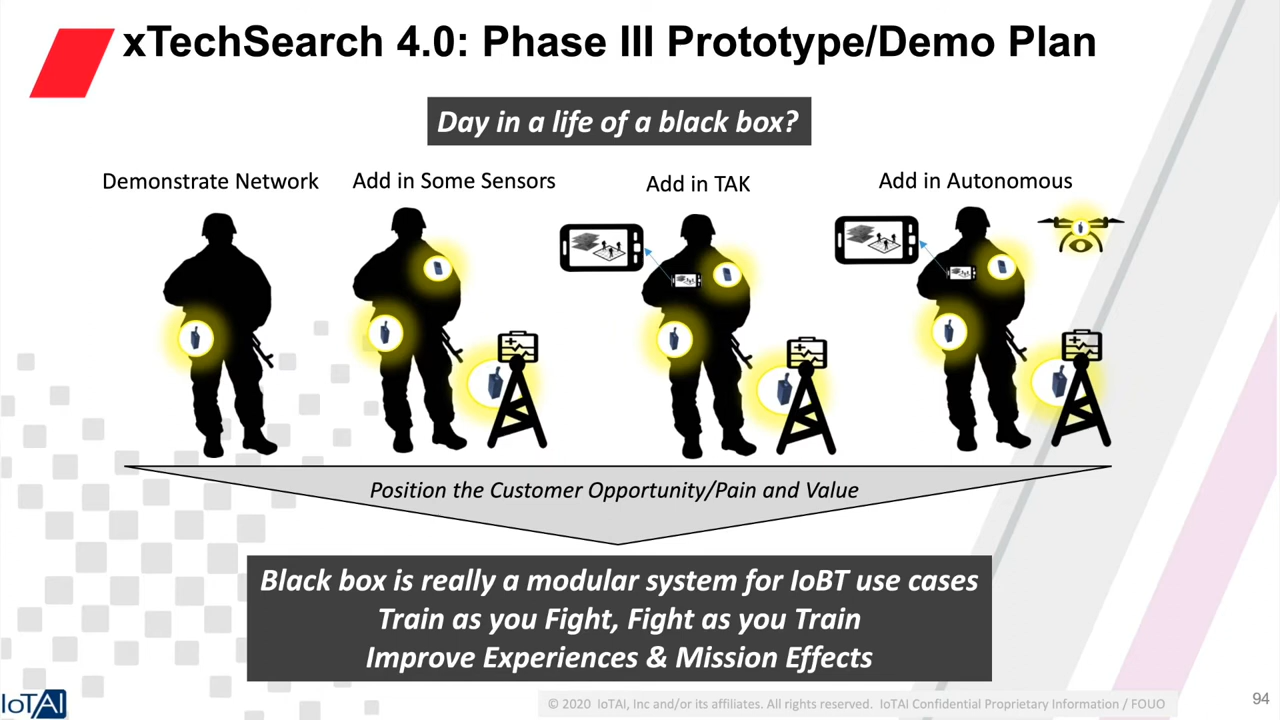 xTechSearch 4.0: Phase III Prototype/Demo Plan
Day in a life of a black box?
Demonstrate Network
Add in Some Sensors
Add in TAK
Add in Autonomous
Position the Customer Opportunity/Pain and Value
Black box is really a modular system for IoBT use cases
Train as you Fight, Fight as you Train
Improve Experiences & Mission Effects
IoTAI
© 2020 IoTAI, Inc and/or its affiliates. All rights reserved. IoTAI Confidential Proprietary Information / FOUO
94